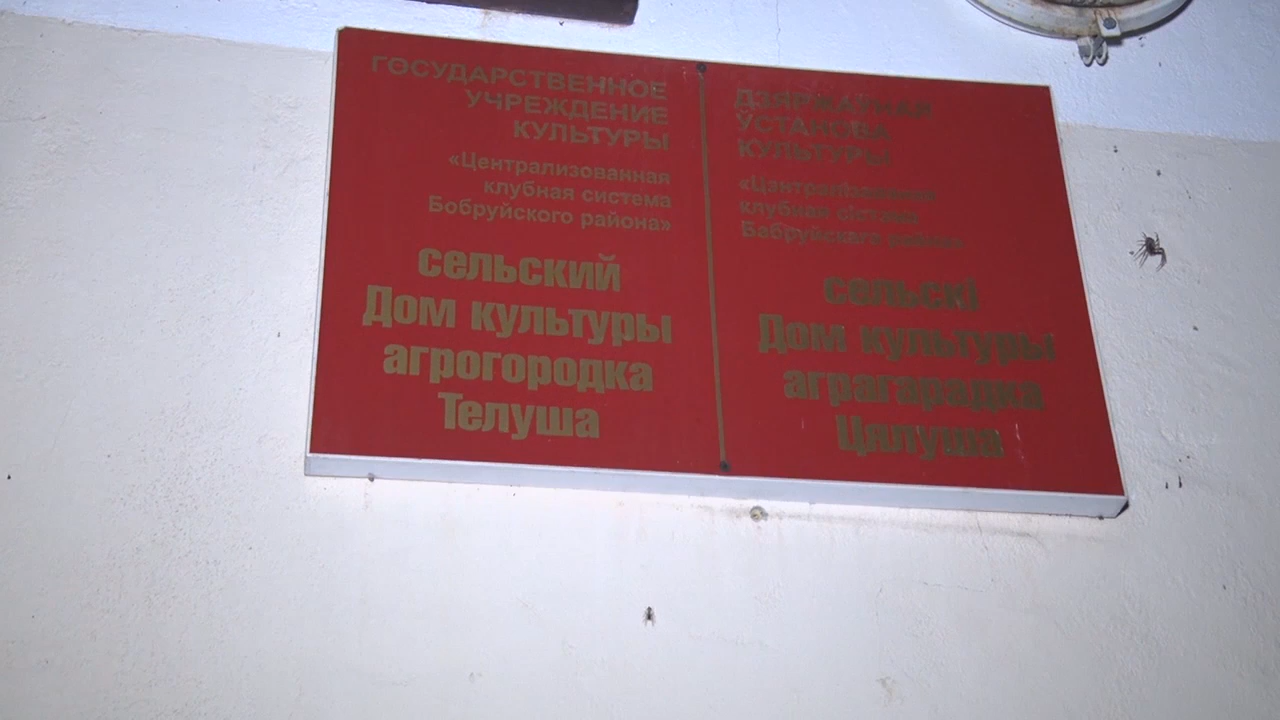 ГОСУДАРСТВЕННОЕ
УЧРЕЖДЕНИЕ
КУЛЬТУРЫ
«Централизованная
клубная система
Бобруйского района»
сельский
Дом культуры
агрогородка
Телуша
ДЗЯРЖАЎНАЯ
ЎСТАНОВА
КУЛЬТУРЫ
«Цэнтралізаваная
клубная сістэма
Бабруйскага раёна»
сельскі
Дом культуры
аграгарадка
Цялуша